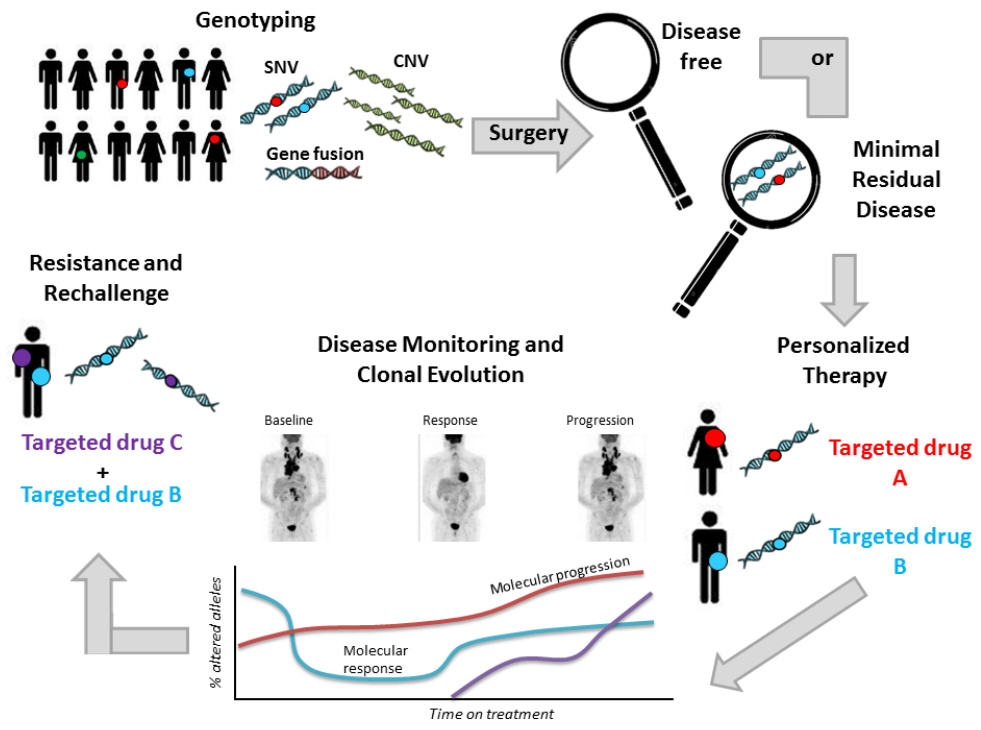 Genotyping
SNV
CNV
Gene fusion
Surgery
Disease
free
or
Minimal
Residual
Disease
Personalized
Therapy
Targeted drug
A
Targeted drug
B
Disease Monitoring and
Clonal Evolution
Baseline
Response
Progression
% altered alleles
Molecular progression
Molecular
response
Time on treatment
Resistance and
Rechallenge
Targeted drug C
+
Targeted drug B